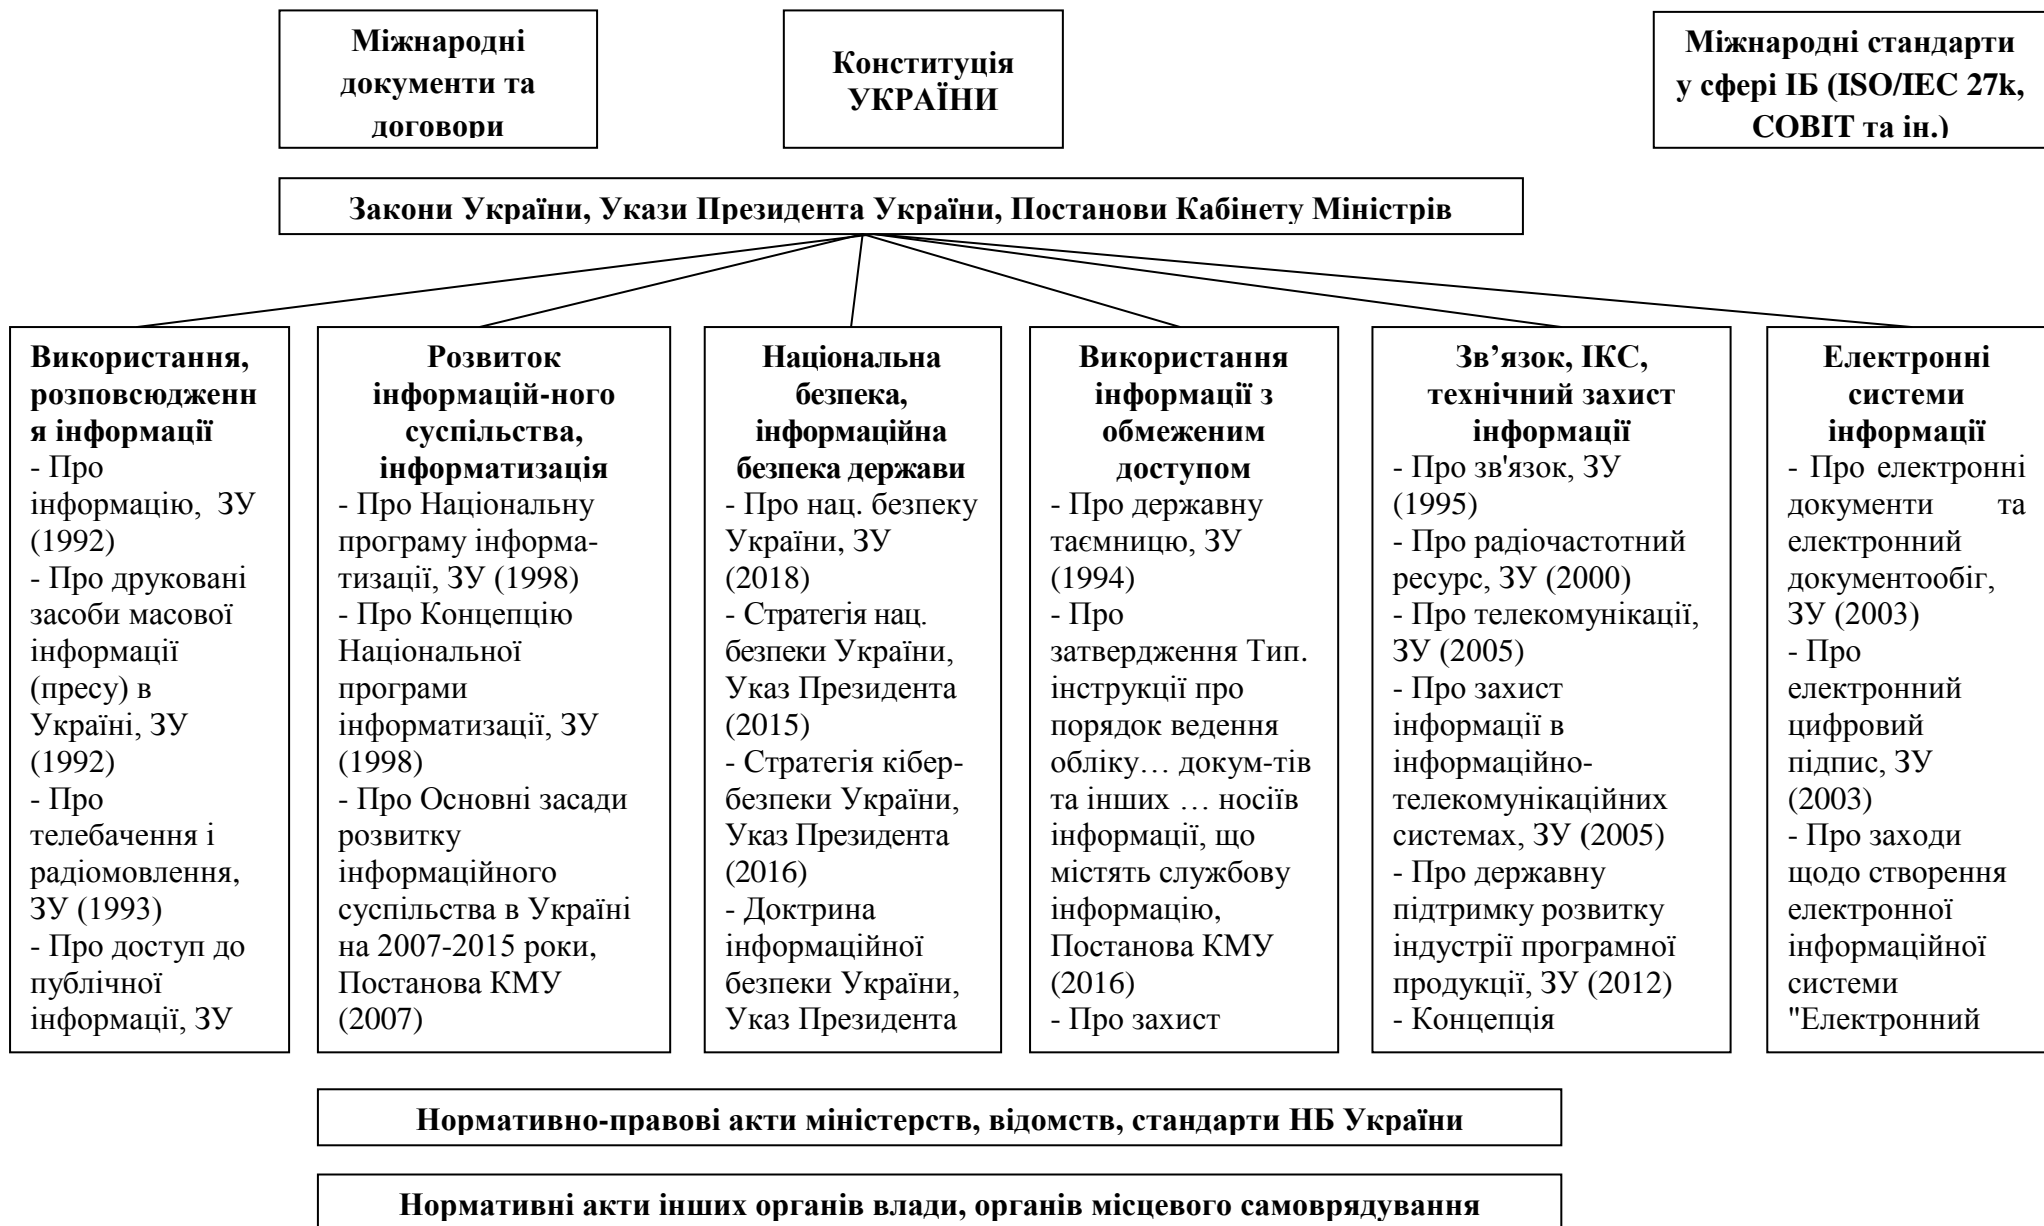 Міжнародні
документи та
договори
Конституція
УКРАЇНИ
Міжнародні стандарти
у сфері ІБ (ISO/IEC 27k,
COBIT та ін.)
Закони України, Укази Президента України, Постанови Кабінету Міністрів
Використання,
розповсюдженн
я інформації
- Про
інформацію, ЗУ
(1992)
- Про друковані
засоби масової
інформації
(пресу) в
Україні, ЗУ
(1992)
- Про
телебачення і
радіомовлення,
ЗУ (1993)
- Про доступ до
публічної
інформації, ЗУ
Розвиток
інформацій-ного
суспільства,
інформатизація
- Про Національну
програму інформа-
тизації, ЗУ (1998)
- Про Концепцію
Національної
програми
інформатизації, ЗУ
(1998)
- Про Основні засади
розвитку
інформаційного
суспільства в Україні
на 2007-2015 роки,
Постанова КМУ
(2007)
Національна
безпека,
інформаційна
безпека держави
- Про нац. безпеку
України, ЗУ
(2018)
- Стратегія нац.
безпеки України,
Указ Президента
(2015)
- Стратегія кібер-
безпеки України,
Указ Президента
(2016)
- Доктрина
інформаційної
безпеки України,
Указ Президента
Використання
інформації з
обмеженим
доступом
- Про державну
таємницю, ЗУ
(1994)
- Про
затвердження Тип.
інструкції про
порядок ведення
обліку… докум-тів
та інших … носіїв
інформації, що
містять службову
інформацію,
Постанова КМУ
(2016)
- Про захист
Зв’язок, ІКС,
технічний захист
інформації
- Про зв'язок, ЗУ
(1995)
- Про радіочастотний
ресурс, ЗУ (2000)
- Про телекомунікації,
ЗУ (2005)
- Про захист
інформації в
інформаційно-
телекомунікаційних
системах, ЗУ (2005)
- Про державну
підтримку розвитку
індустрії програмної
продукції, ЗУ (2012)
- Концепція
Електронні
системи
інформації
- Про електронні
документи та
електронний
документообіг,
ЗУ (2003)
- Про
електронний
цифровий
підпис, ЗУ
(2003)
- Про заходи
щодо створення
електронної
інформаційної
системи
"Електронний
Нормативно-правові акти міністерств, відомств, стандарти НБ України
Нормативні акти інших органів влади, органів місцевого самоврядування